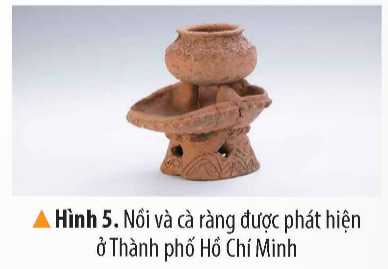 ▲ Hình 5. Nồi và cà ràng được phát hiện
ở Thành phố Hồ Chí Minh